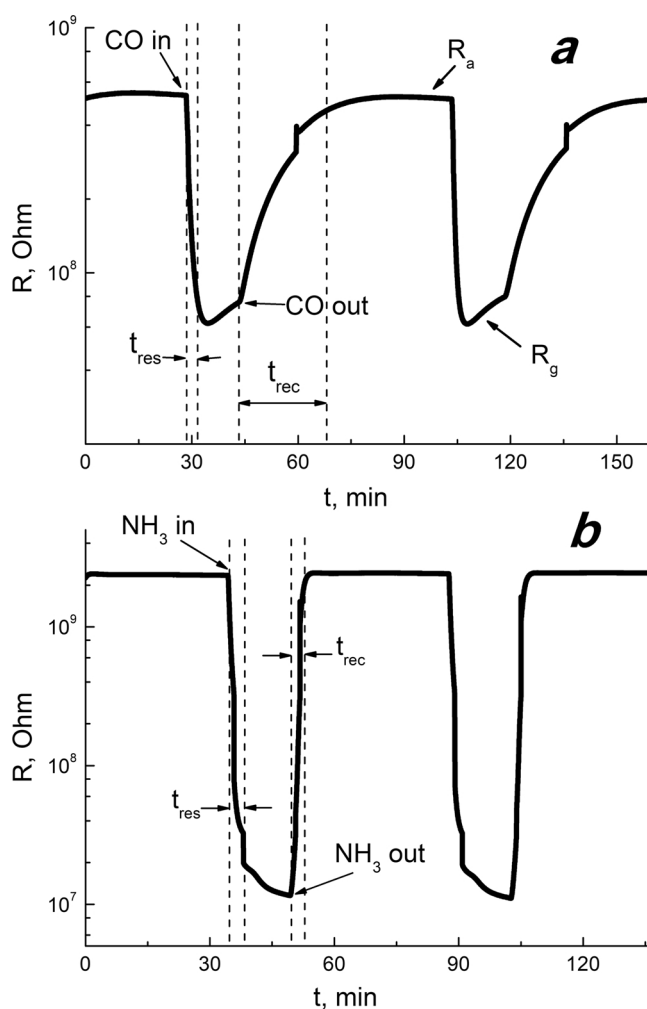 10⁹
CO in
Rₐ
a
R, Ohm
10⁸
CO out
t_res
t_rec
R_g
0 30 60 90 120 150
t, min
NH₃ in
b
10⁹
t_rec
R, Ohm
10⁸
t_res
NH₃ out
10⁷
0 30 60 90 120
t, min